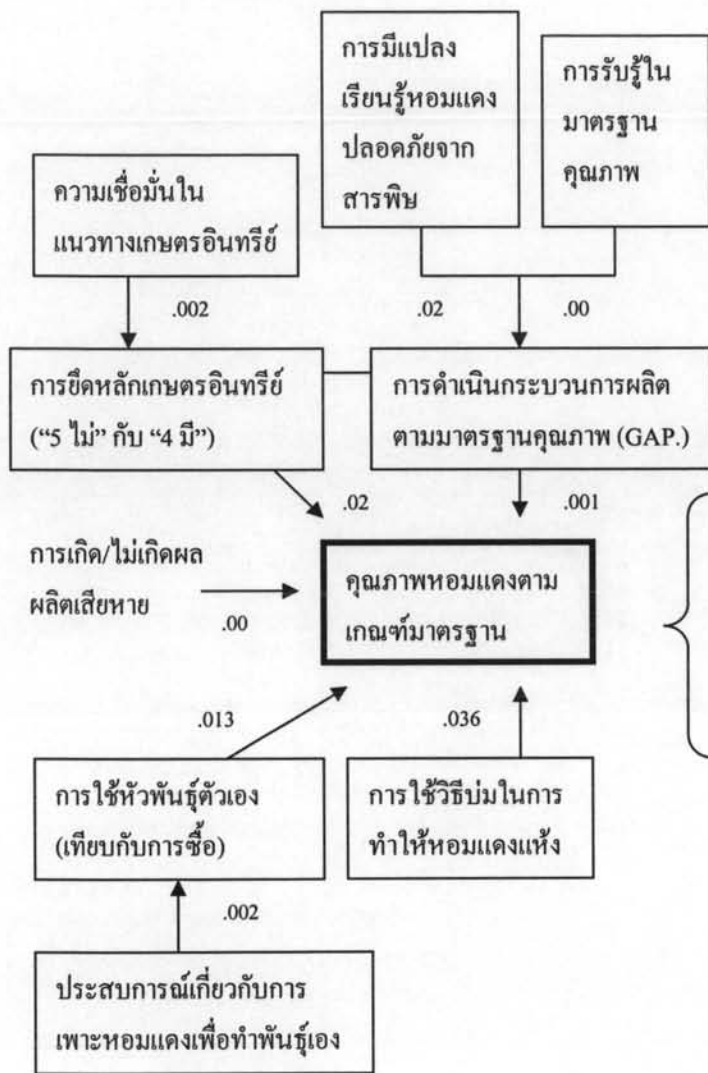 การมีแปลง
เรียนรู้หอมแดง
ปลอดภัยจาก
สารพิษ
การรับรู้ใน
มาตรฐาน
คุณภาพ
ความเชื่อมั่นใน
แนวทางเกษตรอินทรีย์
.002
.02
.00
การยึดหลักเกษตรอินทรีย์
(“5 ไม่” กับ “4 มี”)
การดำเนินกระบวนการผลิต
ตามมาตรฐานคุณภาพ (GAP.)
.02
.001
การเกิด/ไม่เกิดผล
ผลิตเสียหาย
.00
คุณภาพหอมแดงตาม
เกณฑ์มาตรฐาน
.013
.036
การใช้หัวพันธุ์ตัวเอง
(เทียบกับการซื้อ)
การใช้วิธีบ่มในการ
ทำให้หอมแดงแห้ง
.002
ประสบการณ์เกี่ยวกับการ
เพาะหอมแดงเพื่อทำพันธุ์เอง